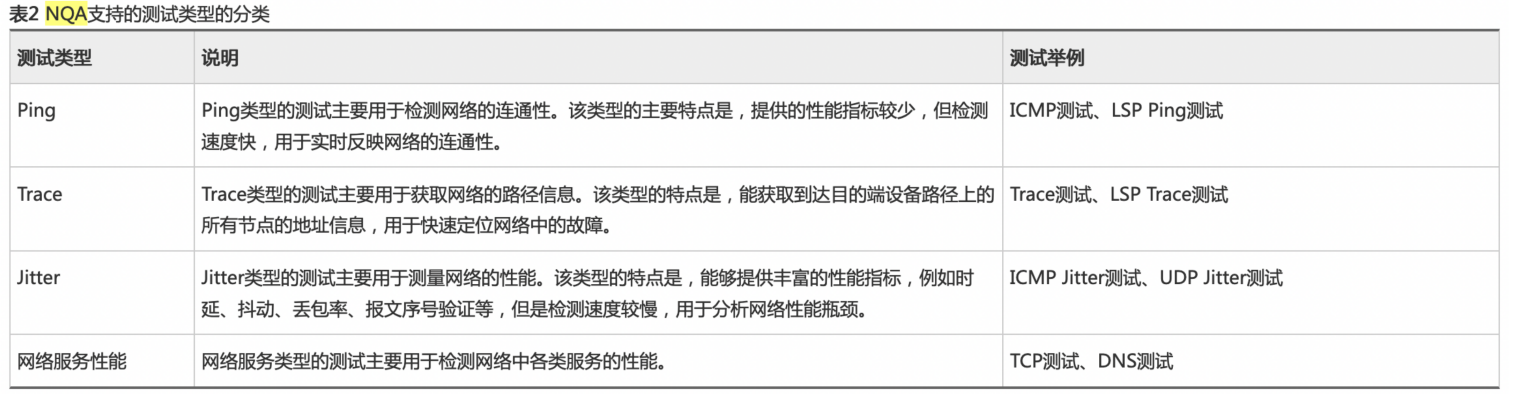 表2 NQA支持的测试类型的分类
测试类型 说明 测试举例
Ping Ping类型的测试主要用于检测网络的连通性。该类型的主要特点是，提供的性能指标较少，但检测 ICMP测试、LSP Ping测试
速度快，用于实时反映网络的连通性。
Trace Trace类型的测试主要用于获取网络的路径信息。该类型的特点是，能获取到达目的端设备路径上的 Trace测试、LSP Trace测试
所有节点的地址信息，用于快速定位网络中的故障。
Jitter Jitter类型的测试主要用于测量网络的性能。该类型的特点是，能够提供丰富的性能指标，例如时 ICMP Jitter测试、UDP Jitter测试
延、抖动、丢包率、报文序号验证等，但是检测速度较慢，用于分析网络性能瓶颈。
网络服务性能 网络服务类型的测试主要用于检测网络中各类服务的性能。 TCP测试、DNS测试